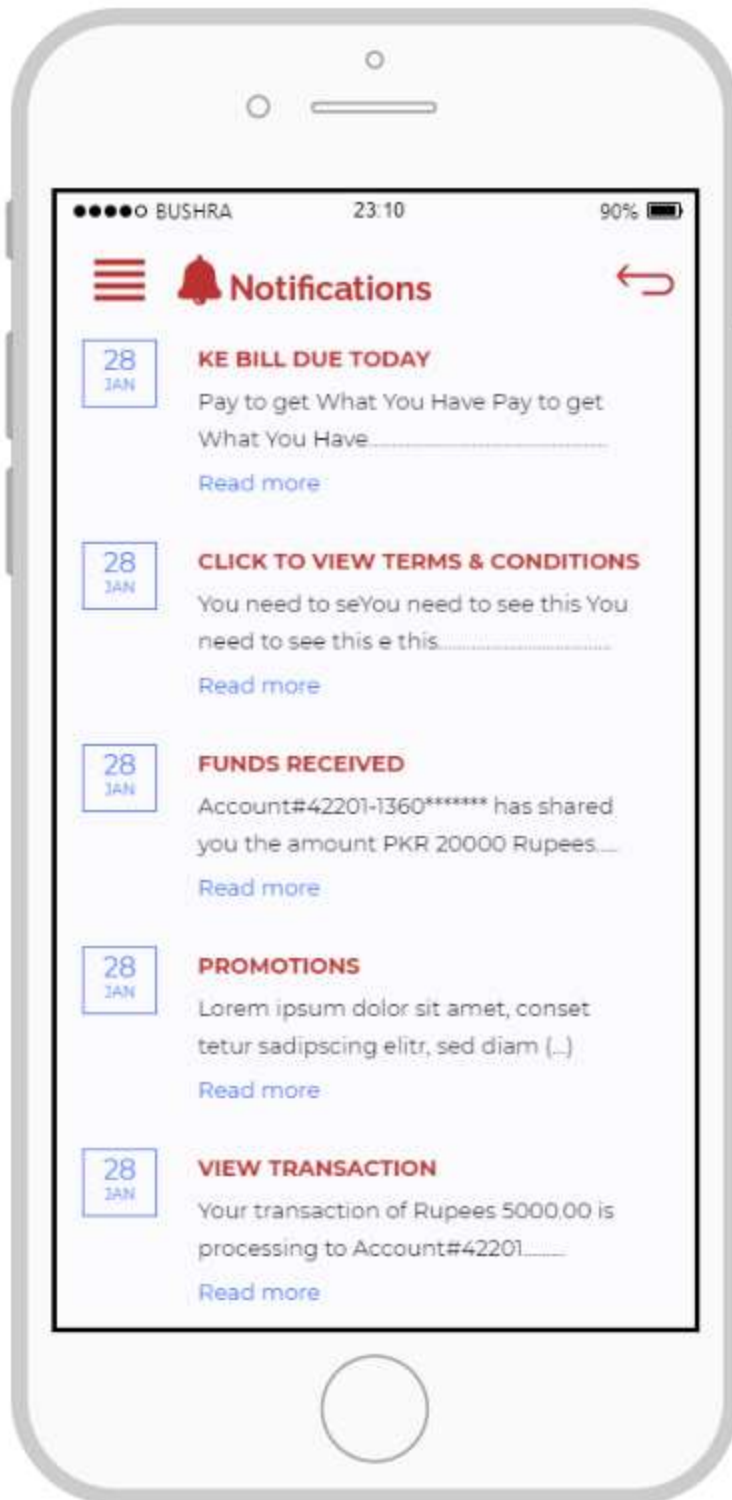 BUSHRA 23:10 90%
Notifications
28
JAN
KE BILL DUE TODAY
Pay to get What You Have Pay to get
What You Have..................................................
Read more
28
JAN
CLICK TO VIEW TERMS & CONDITIONS
You need to seYou need to see this You
need to see this e this....................................
Read more
28
JAN
FUNDS RECEIVED
Account#42201-1360******* has shared
you the amount PKR 20000 Rupees.....
Read more
28
JAN
PROMOTIONS
Lorem ipsum dolor sit amet, conset
tetur sadipscing elitr, sed diam (...)
Read more
28
JAN
VIEW TRANSACTION
Your transaction of Rupees 5000.00 is
processing to Account#42201.........
Read more